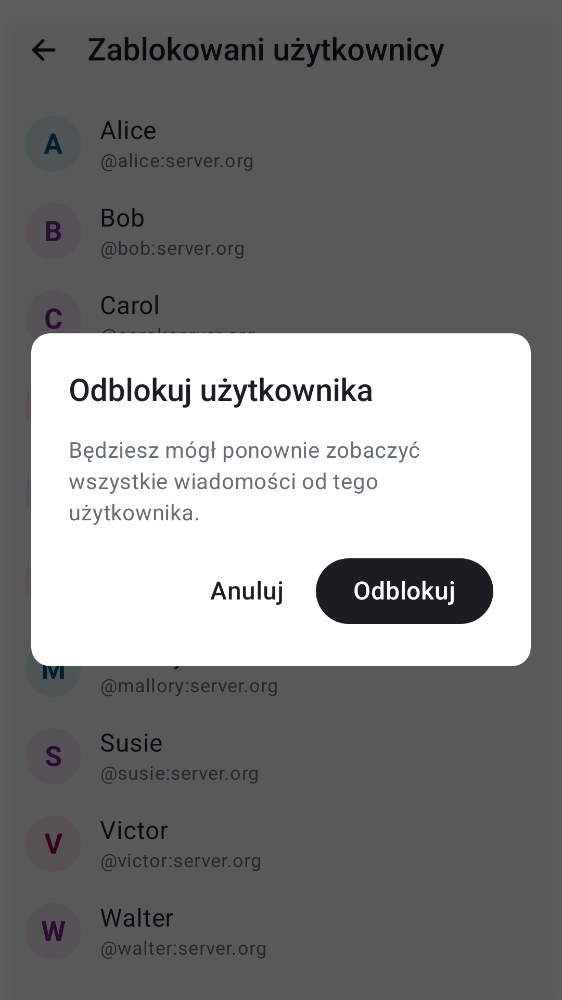 Zablokowani użytkownicy
A
Alice
@alice:server.org
B
Bob
@bob:server.org
C
Carol
Odblokuj użytkownika
Będziesz mógł ponownie zobaczyć
wszystkie wiadomości od tego
użytkownika.
Anuluj
Odblokuj
M
@mallory:server.org
S
Susie
@susie:server.org
V
Victor
@victor:server.org
W
Walter
@walter:server.org